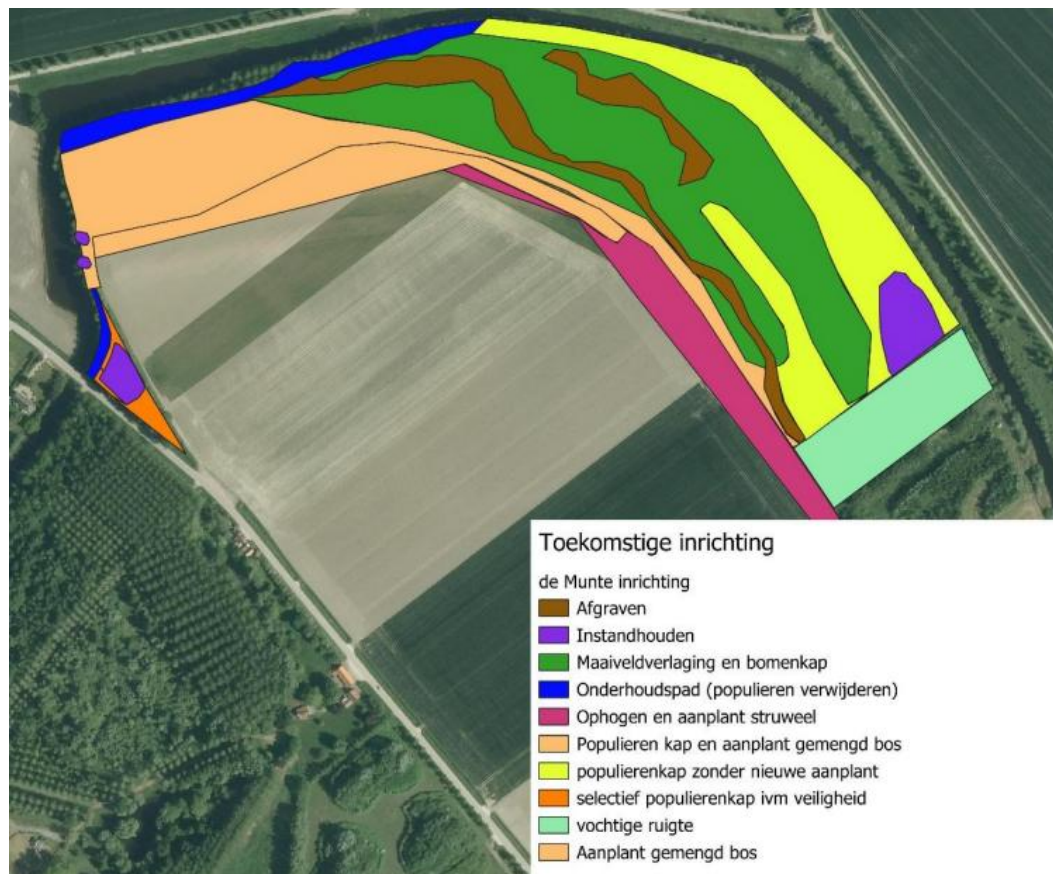 Toekomstige inrichting
de Munte inrichting
Afgraven
Instandhouden
Maaiveldverlaging en bomenkap
Onderhoudspad (populieren verwijderen)
Ophogen en aanplant struweel
Populieren kap en aanplant gemengd bos
populierenkap zonder nieuwe aanplant
selectief populierenkap ivm veiligheid
vochtige ruigte
Aanplant gemengd bos